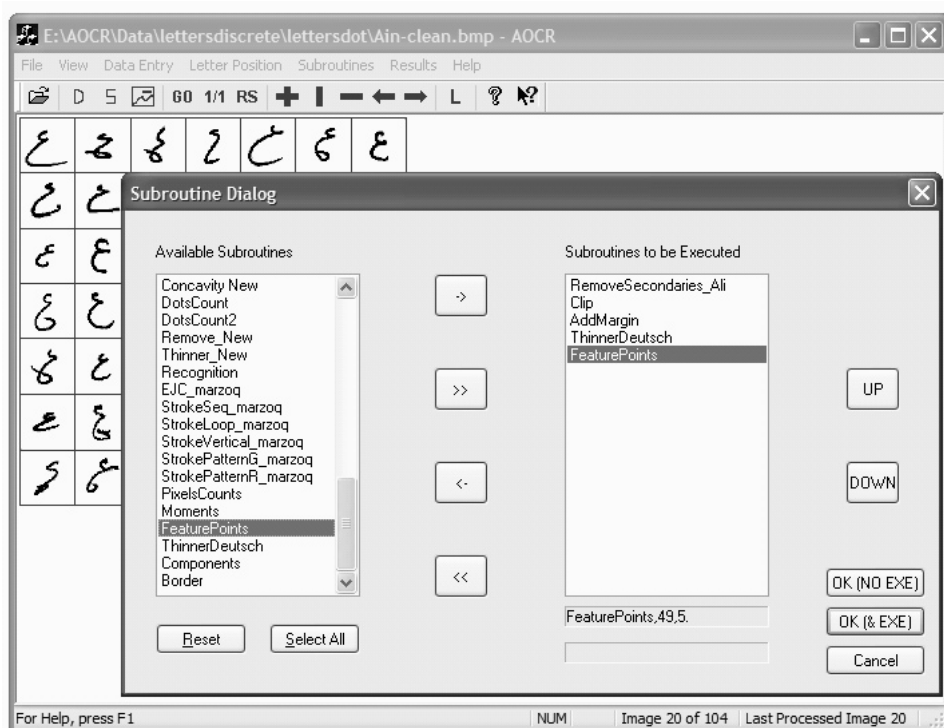 E:\AOCR\Data\lettersdiscrete\lettersdot\Ain-clean.bmp - AOCR
File View Data Entry Letter Position Subroutines Results Help
D S GO 1/1 RS L
ع ع ع ع ع ع ع
ع ع
ع ع
ع ع
ع ع
ع ع
ع ع
Subroutine Dialog
Available Subroutines
Concavity New
DotsCount
DotsCount2
Remove_New
Thinner_New
Recognition
EJC_marzoq
StrokeSeq_marzoq
StrokeLoop_marzoq
StrokeVertical_marzoq
StrokePatternG_marzoq
StrokePatternR_marzoq
PixelsCounts
Moments
FeaturePoints
ThinnerDeutsch
Components
Border
->
>>
<-
<<
Reset Select All
Subroutines to be Executed
RemoveSecondaries_Ali
Clip
AddMargin
ThinnerDeutsch
FeaturePoints
FeaturePoints,49,5.
UP
DOWN
OK (NO EXE)
OK (& EXE)
Cancel
For Help, press F1 NUM Image 20 of 104 Last Processed Image 20